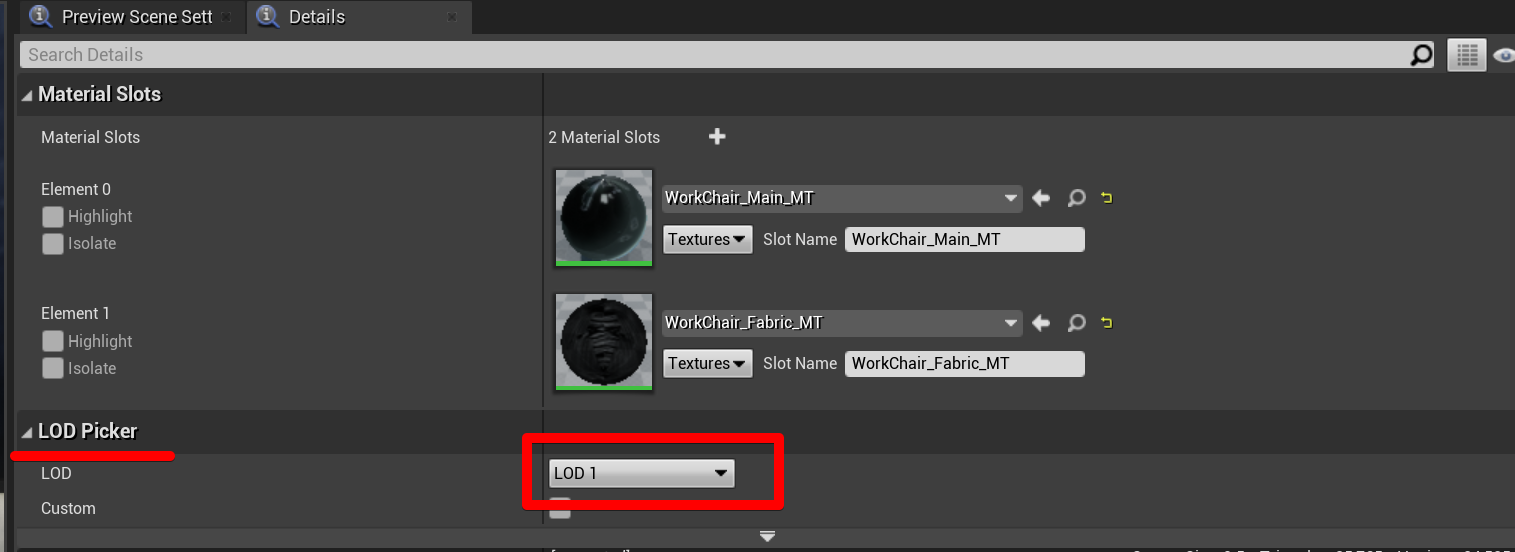 Preview Scene Sett
Details
Search Details
Material Slots
Material Slots
2 Material Slots
Element 0
Highlight
Isolate
WorkChair_Main_MT
Textures
Slot Name
WorkChair_Main_MT
Element 1
Highlight
Isolate
WorkChair_Fabric_MT
Textures
Slot Name
WorkChair_Fabric_MT
LOD Picker
LOD
LOD 1
Custom